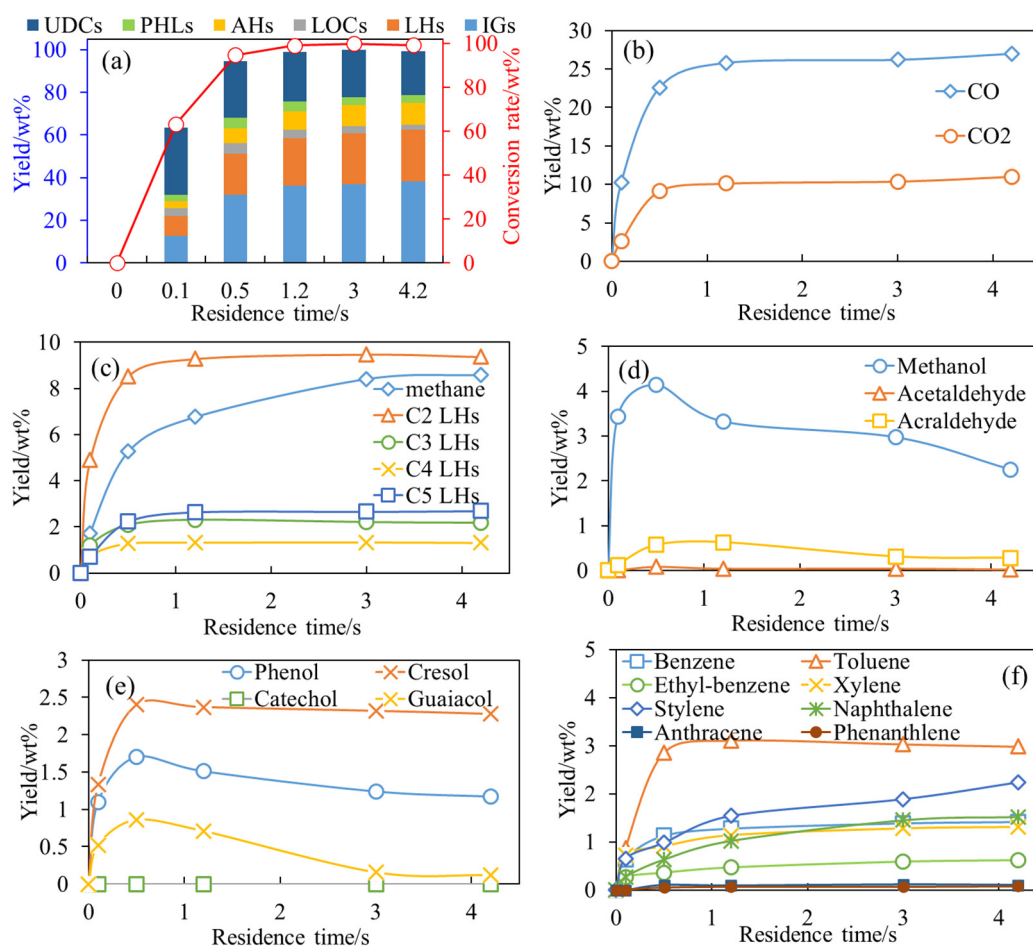 UDCs PHLs AHs LOCs LHs IGs
(a)
100
80
60
40
20
0
Yield/wt%
100
80
60
40
20
0
Conversion rate/wt%
0 0.1 0.5 1.2 3 4.2
Residence time/s
(b)
30
25
20
15
10
5
0
Yield/wt%
CO
CO2
0 1 2 3 4
Residence time/s
(c)
10
8
6
4
2
0
Yield/wt%
methane
C2 LHs
C3 LHs
C4 LHs
C5 LHs
0 1 2 3 4
Residence time/s
(d)
5
4
3
2
1
0
Yield/wt%
Methanol
Acetaldehyde
Acraldehyde
0 1 2 3 4
Residence time/s
(e)
3
2.5
2
1.5
1
0.5
0
Yield/wt%
Phenol Cresol
Catechol Guaiacol
0 1 2 3 4
Residence time/s
(f)
5
4
3
2
1
0
Yield/wt%
Benzene Toluene
Ethyl-benzene Xylene
Stylene Naphthalene
Anthracene Phenanthlene
0 1 2 3 4
Residence time/s